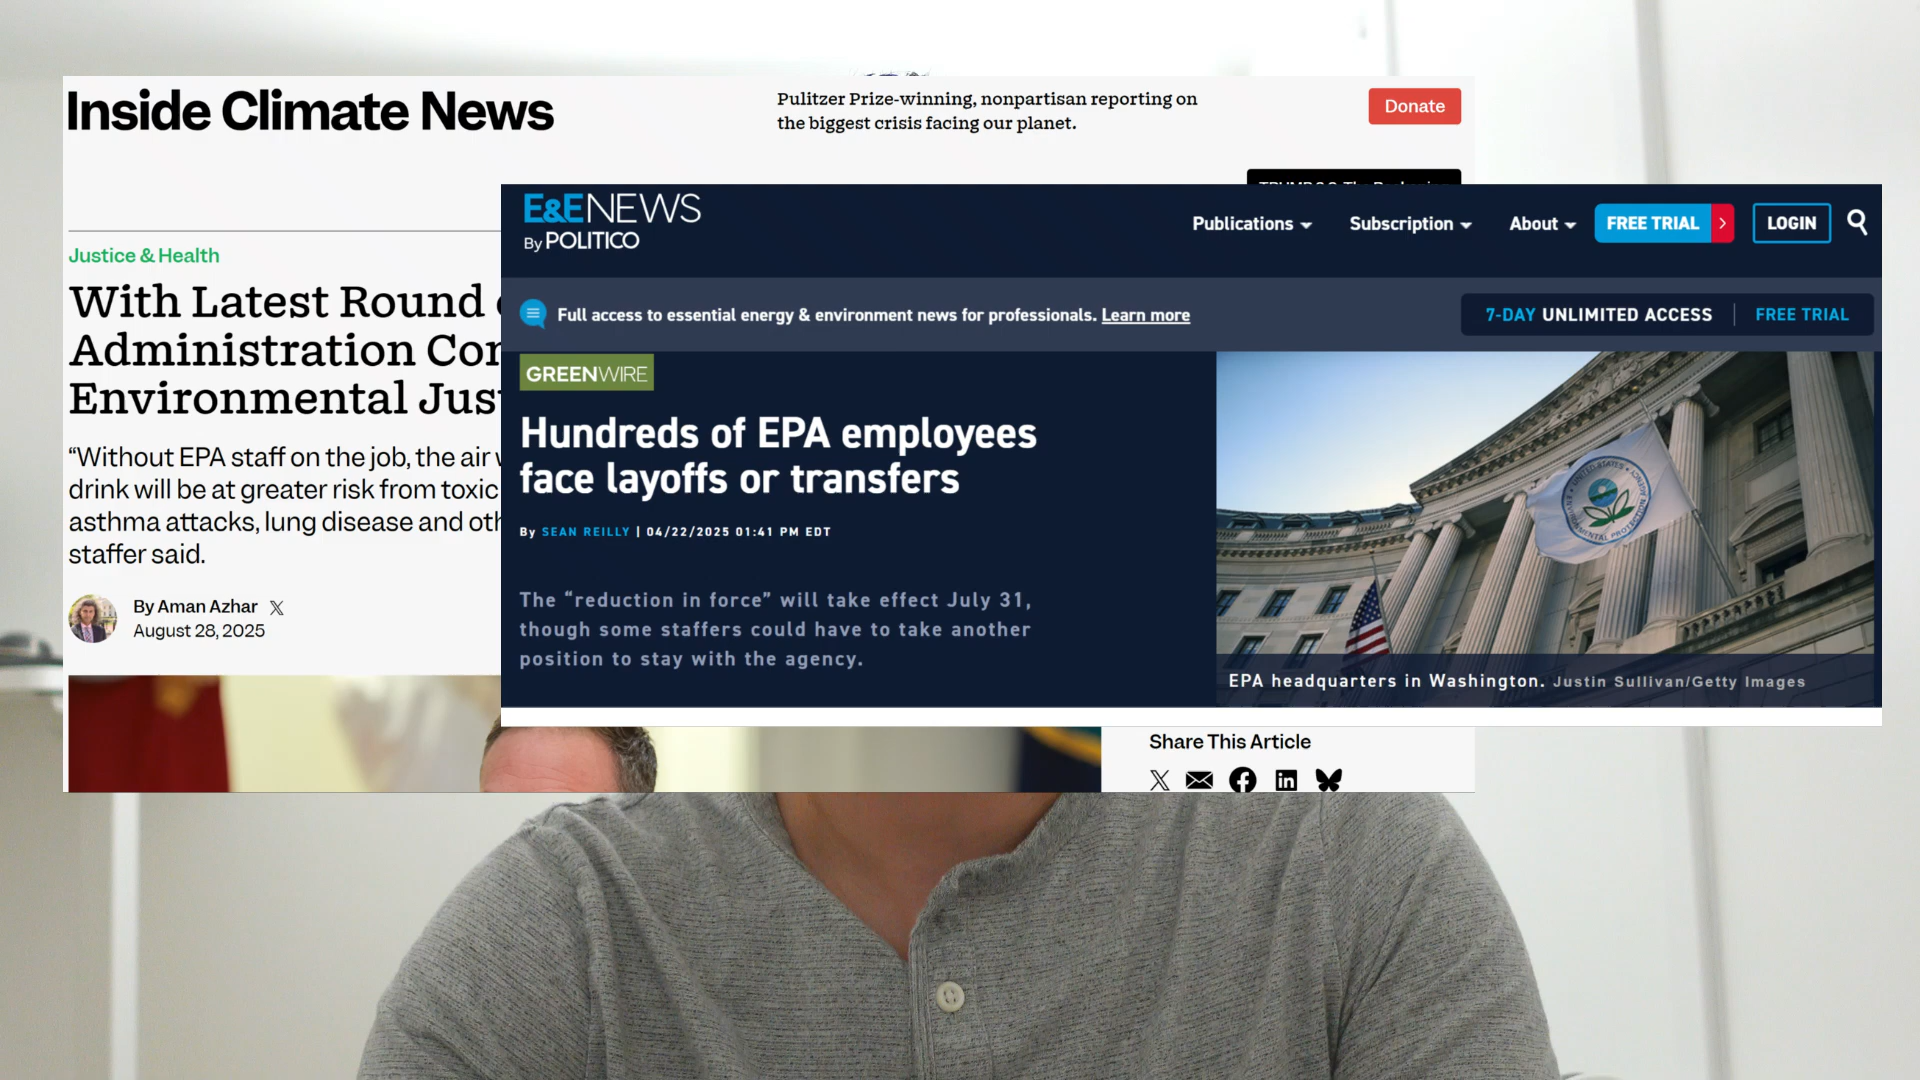 Inside Climate News
Pulitzer Prize-winning, nonpartisan reporting on
the biggest crisis facing our planet.
Donate
Justice & Health
With Latest Round
Administration
Environmental
“Without EPA staff on the job, the air
drink will be at greater risk from toxic
asthma attacks, lung disease and
staffer said.
By Aman Azhar
August 28, 2025
E&E NEWS
By POLITICO
Publications
Subscription
About
FREE TRIAL
LOGIN
Full access to essential energy & environment news for professionals. Learn more
7-DAY UNLIMITED ACCESS
FREE TRIAL
GREENWIRE
Hundreds of EPA employees
face layoffs or transfers
By SEAN REILLY | 04/22/2025 01:41 PM EDT
The “reduction in force” will take effect July 31,
though some staffers could have to take another
position to stay with the agency.
EPA headquarters in Washington. Justin Sullivan/Getty Images
Share This Article